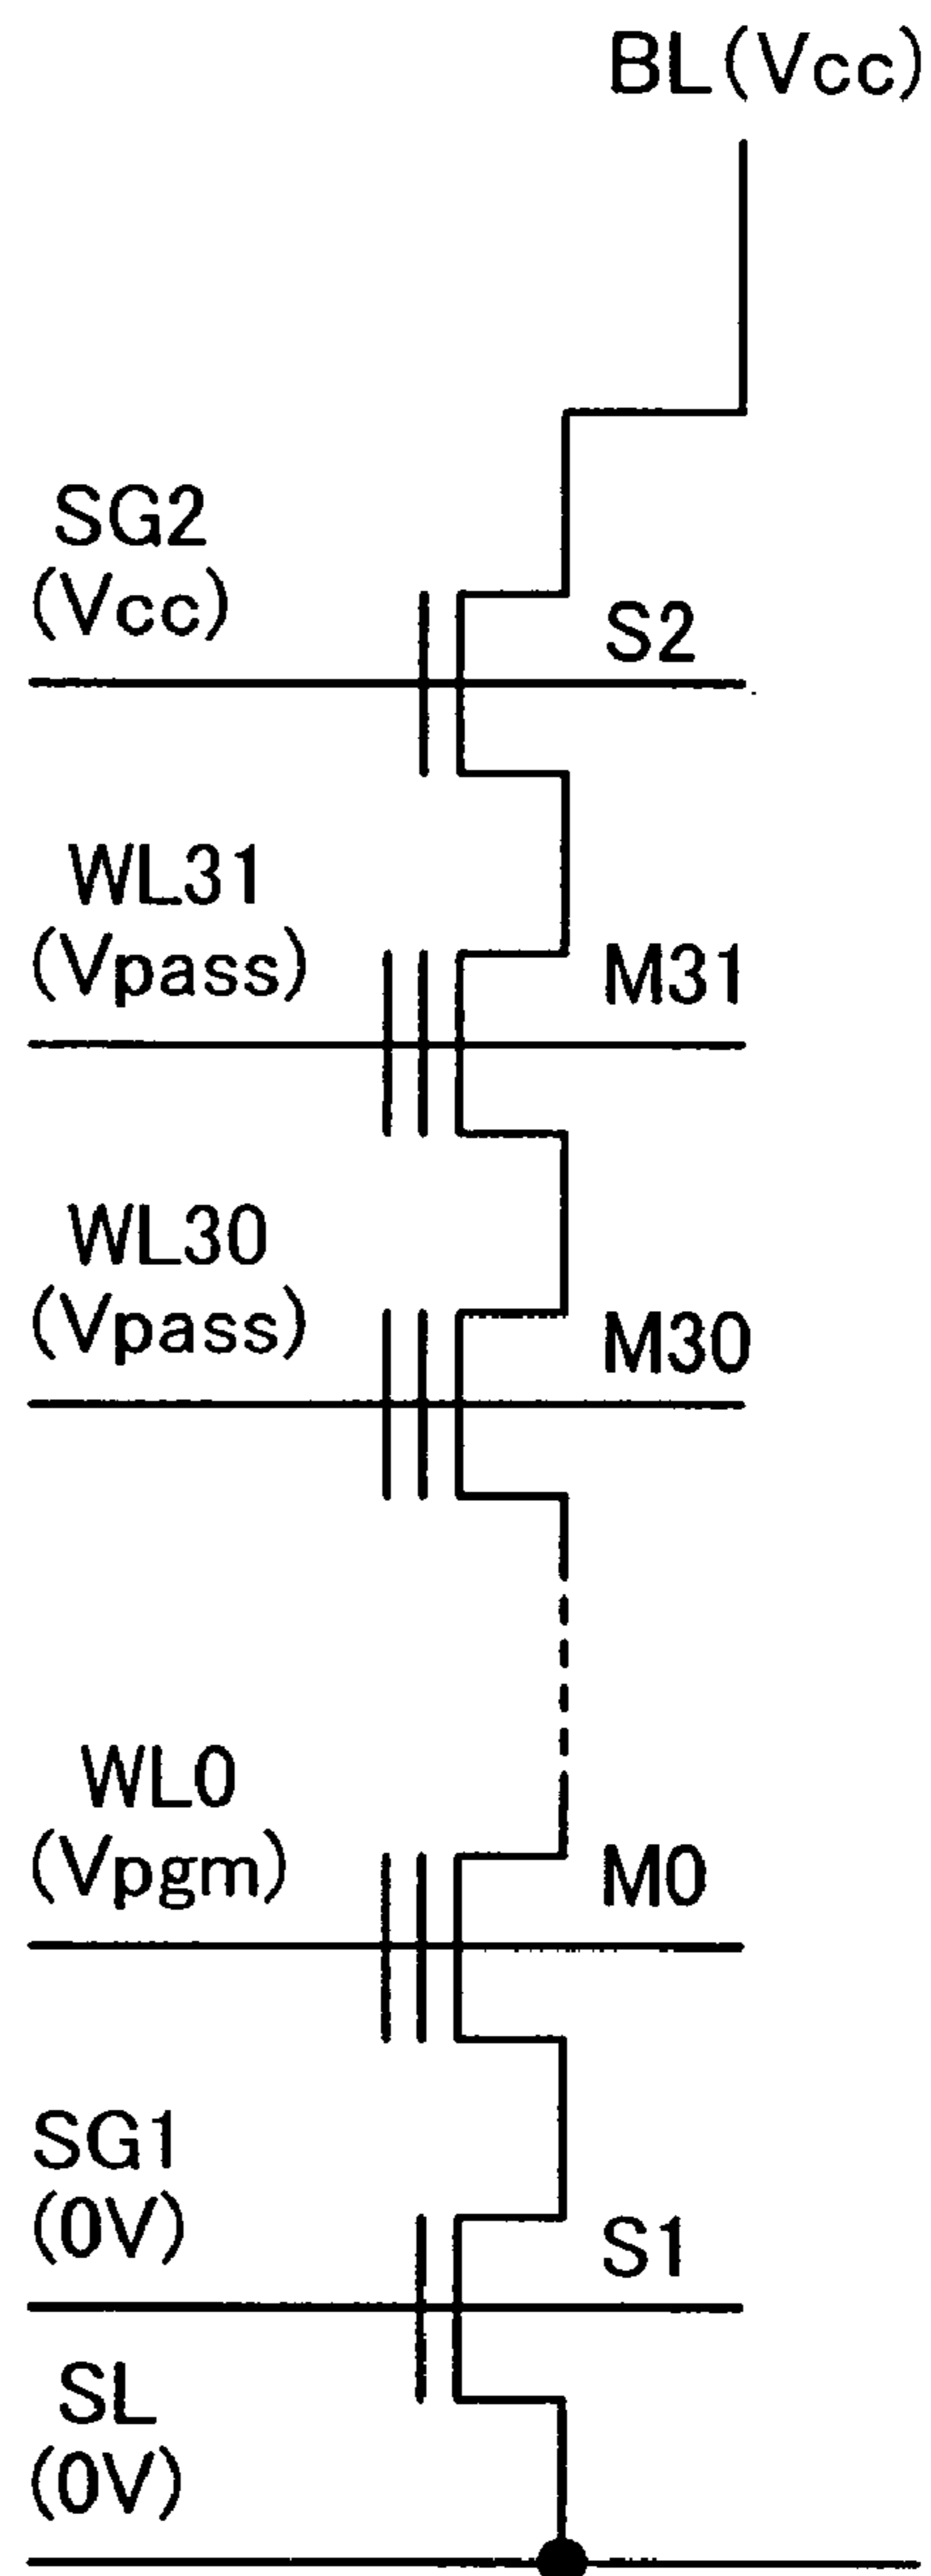 BL(Vcc)
SG2
(Vcc)
S2
WL31
(Vpass)
M31
WL30
(Vpass)
M30
WL0
(Vpgm)
M0
SG1
(0V)
S1
SL
(0V)